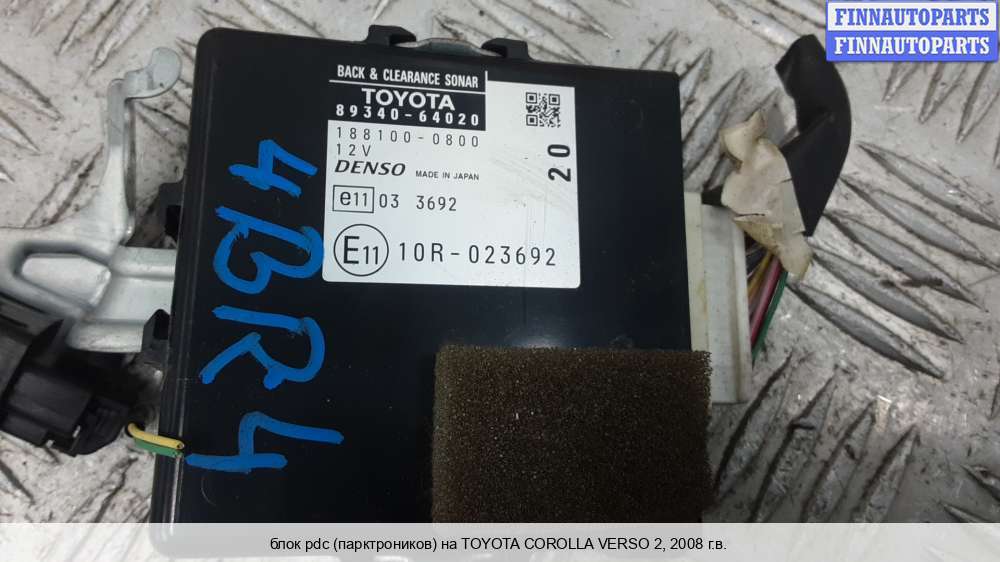 FINNAUTOPARTS
FINNAUTOPARTS
BACK & CLEARANCE SONAR
TOYOTA
89340-64020
188100-0800
12V
DENSO MADE IN JAPAN
20
e11 03 3692
E11 10R-023692
4BR4
блок pdc (парктроников) на TOYOTA COROLLA VERSO 2, 2008 г.в.